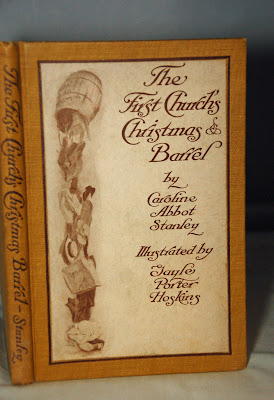 The First Church's Christmas Barrel – Stanley
The
First Church's
Christmas
Barrel
by
Caroline
Abbot
Stanley
Illustrated by
Gayle
Porter
Hoskins